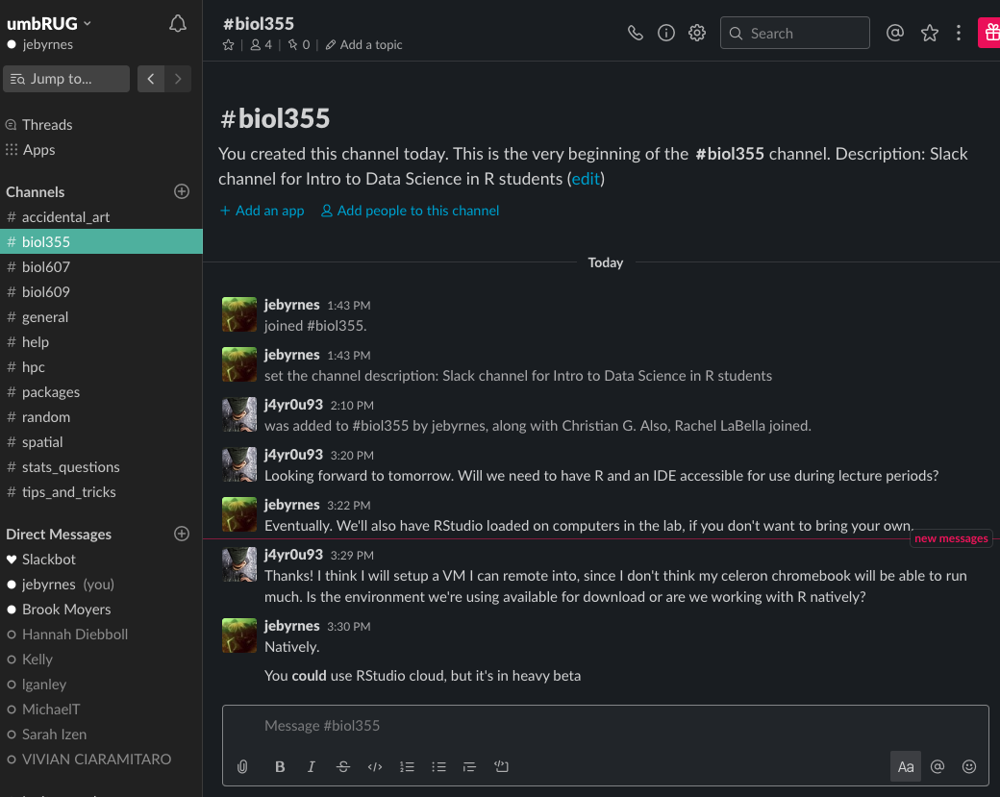 umbRUG
jebyrnes
Jump to...
Threads
Apps
Channels
# accidental_art
# biol355
# biol607
# biol609
# general
# help
# hpc
# packages
# random
# spatial
# stats_questions
# tips_and_tricks
Direct Messages
Slackbot
jebyrnes (you)
Brook Moyers
Hannah Diebboll
Kelly
lganley
MichaelT
Sarah Izen
VIVIAN CIARAMITARO
#biol355
4 | 0 | Add a topic
Search
@
#biol355
You created this channel today. This is the very beginning of the #biol355 channel. Description: Slack
channel for Intro to Data Science in R students (edit)
+ Add an app Add people to this channel
Today
jebyrnes 1:43 PM
joined #biol355.
jebyrnes 1:43 PM
set the channel description: Slack channel for Intro to Data Science in R students
j4yr0u93 2:10 PM
was added to #biol355 by jebyrnes, along with Christian G. Also, Rachel LaBella joined.
j4yr0u93 3:20 PM
Looking forward to tomorrow. Will we need to have R and an IDE accessible for use during lecture periods?
jebyrnes 3:22 PM
Eventually. We'll also have RStudio loaded on computers in the lab, if you don't want to bring your own.
new messages
j4yr0u93 3:29 PM
Thanks! I think I will setup a VM I can remote into, since I don't think my celeron chromebook will be able to run
much. Is the environment we're using available for download or are we working with R natively?
jebyrnes 3:30 PM
Natively.
You could use RStudio cloud, but it's in heavy beta
Message #biol355
B I S </> Aa @